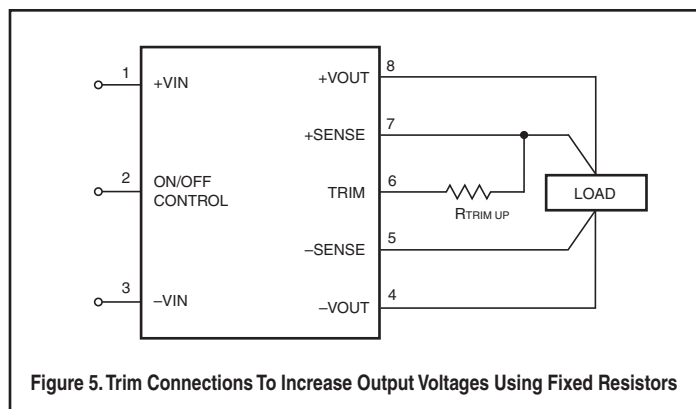 1
+VIN
2
ON/OFF
CONTROL
3
–VIN
+VOUT
8
+SENSE
7
TRIM
6
RTRIM UP
–SENSE
5
–VOUT
4
LOAD
Figure 5. Trim Connections To Increase Output Voltages Using Fixed Resistors